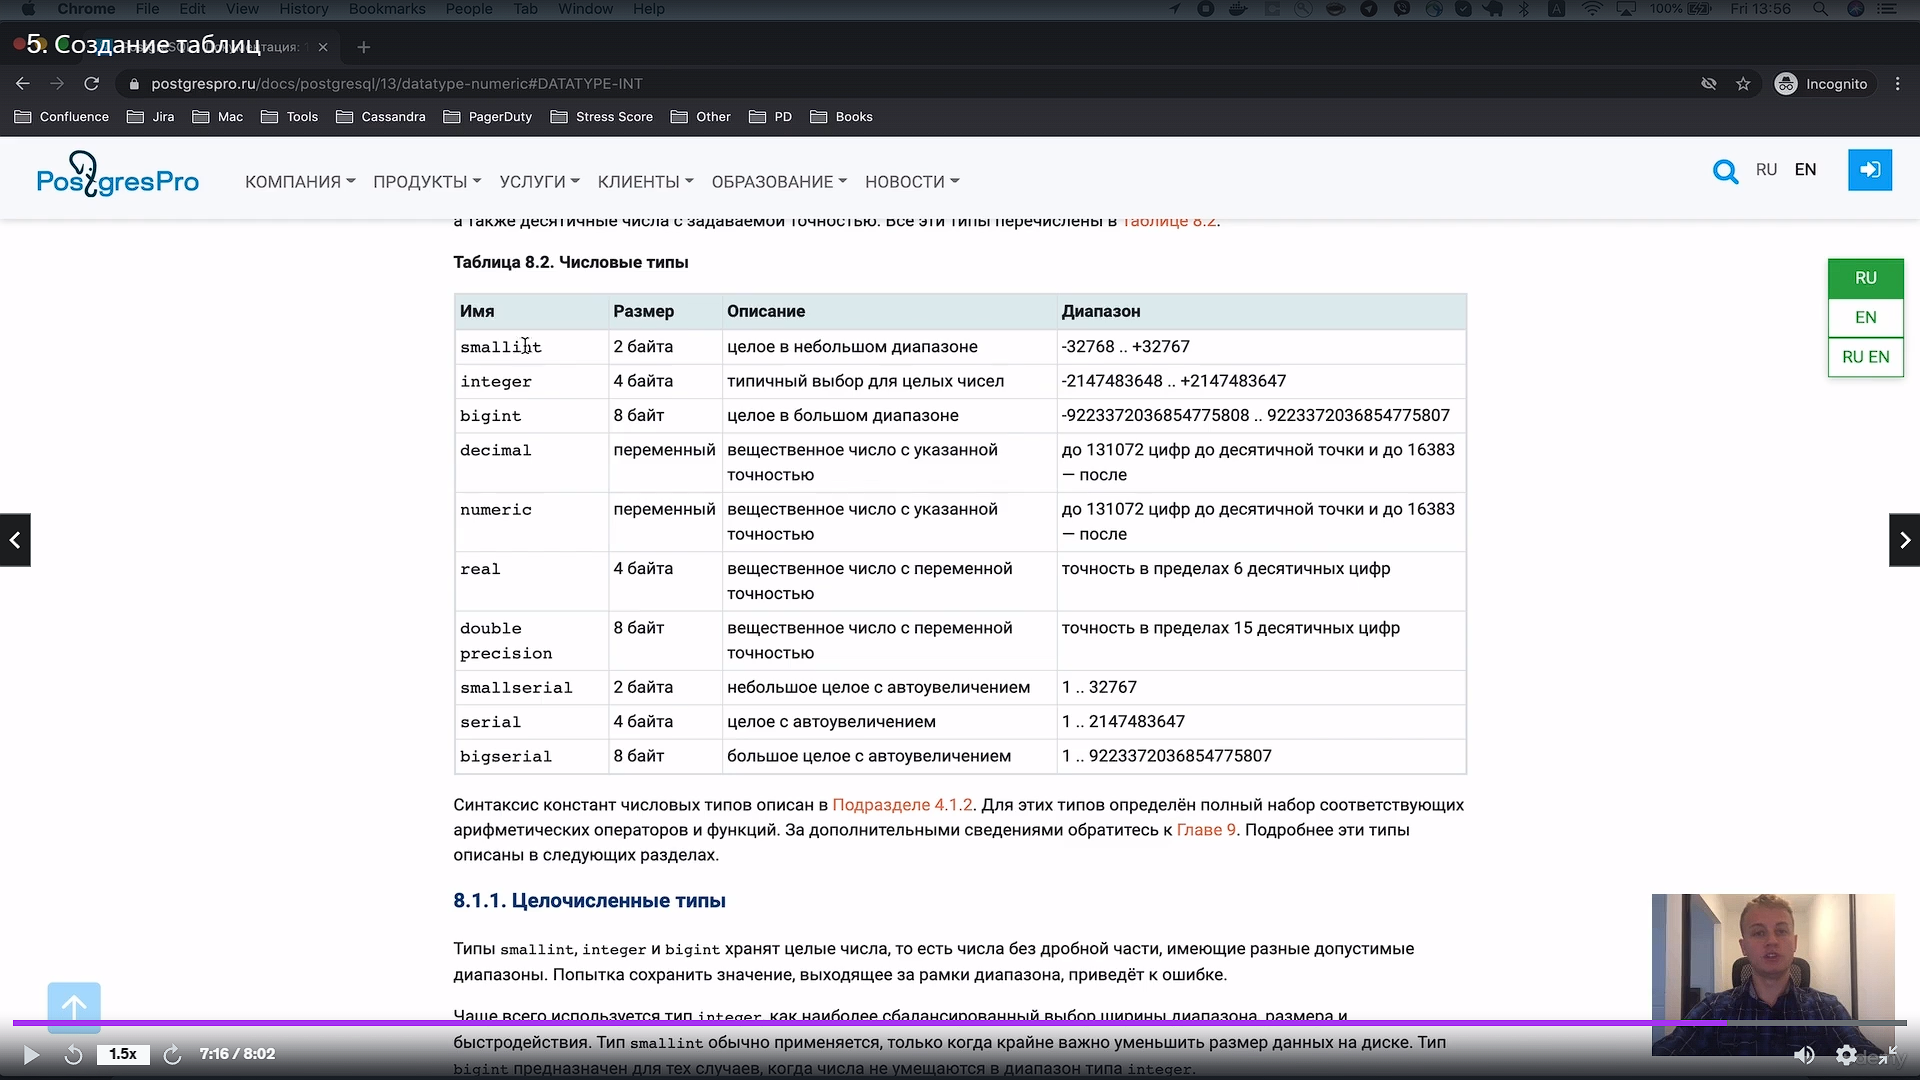 Chrome File Edit View History Bookmarks People Tab Window Help 100% Fri 13:56
5. Создание таблиц
postgrespro.ru/docs/postgresql/13/datatype-numeric#DATATYPE-INT Incognito
Confluence Jira Mac Tools Cassandra PagerDuty Stress Score Other PD Books
PostgresPro КОМПАНИЯ ПРОДУКТЫ УСЛУГИ КЛИЕНТЫ ОБРАЗОВАНИЕ НОВОСТИ RU EN
а также десятичные числа с задаваемой точностью. Все эти типы перечислены в Таблице 8.2.
Таблица 8.2. Числовые типы
RU
EN
RU EN
Имя Размер Описание Диапазон
smallint 2 байта целое в небольшом диапазоне -32768 .. +32767
integer 4 байта типичный выбор для целых чисел -2147483648 .. +2147483647
bigint 8 байт целое в большом диапазоне -9223372036854775808 .. 9223372036854775807
decimal переменный вещественное число с указанной до 131072 цифр до десятичной точки и до 16383
точностью — после
numeric переменный вещественное число с указанной до 131072 цифр до десятичной точки и до 16383
точностью — после
real 4 байта вещественное число с переменной точность в пределах 6 десятичных цифр
точностью
double 8 байт вещественное число с переменной точность в пределах 15 десятичных цифр
precision точностью
smallserial 2 байта небольшое целое с автоувеличением 1 .. 32767
serial 4 байта целое с автоувеличением 1 .. 2147483647
bigserial 8 байт большое целое с автоувеличением 1 .. 9223372036854775807
Синтаксис констант числовых типов описан в Подразделе 4.1.2. Для этих типов определён полный набор соответствующих
арифметических операторов и функций. За дополнительными сведениями обратитесь к Главе 9. Подробнее эти типы
описаны в следующих разделах.
8.1.1. Целочисленные типы
Типы smallint, integer и bigint хранят целые числа, то есть числа без дробной части, имеющие разные допустимые
диапазоны. Попытка сохранить значение, выходящее за рамки диапазона, приведёт к ошибке.
Чаще всего используется тип integer, как наиболее сбалансированный выбор ширины диапазона, размера и
быстродействия. Тип smallint обычно применяется, только когда крайне важно уменьшить размер данных на диске. Тип
bigint предназначен для тех случаев, когда числа не умещаются в диапазон типа integer.
1.5x 7:16 / 8:02